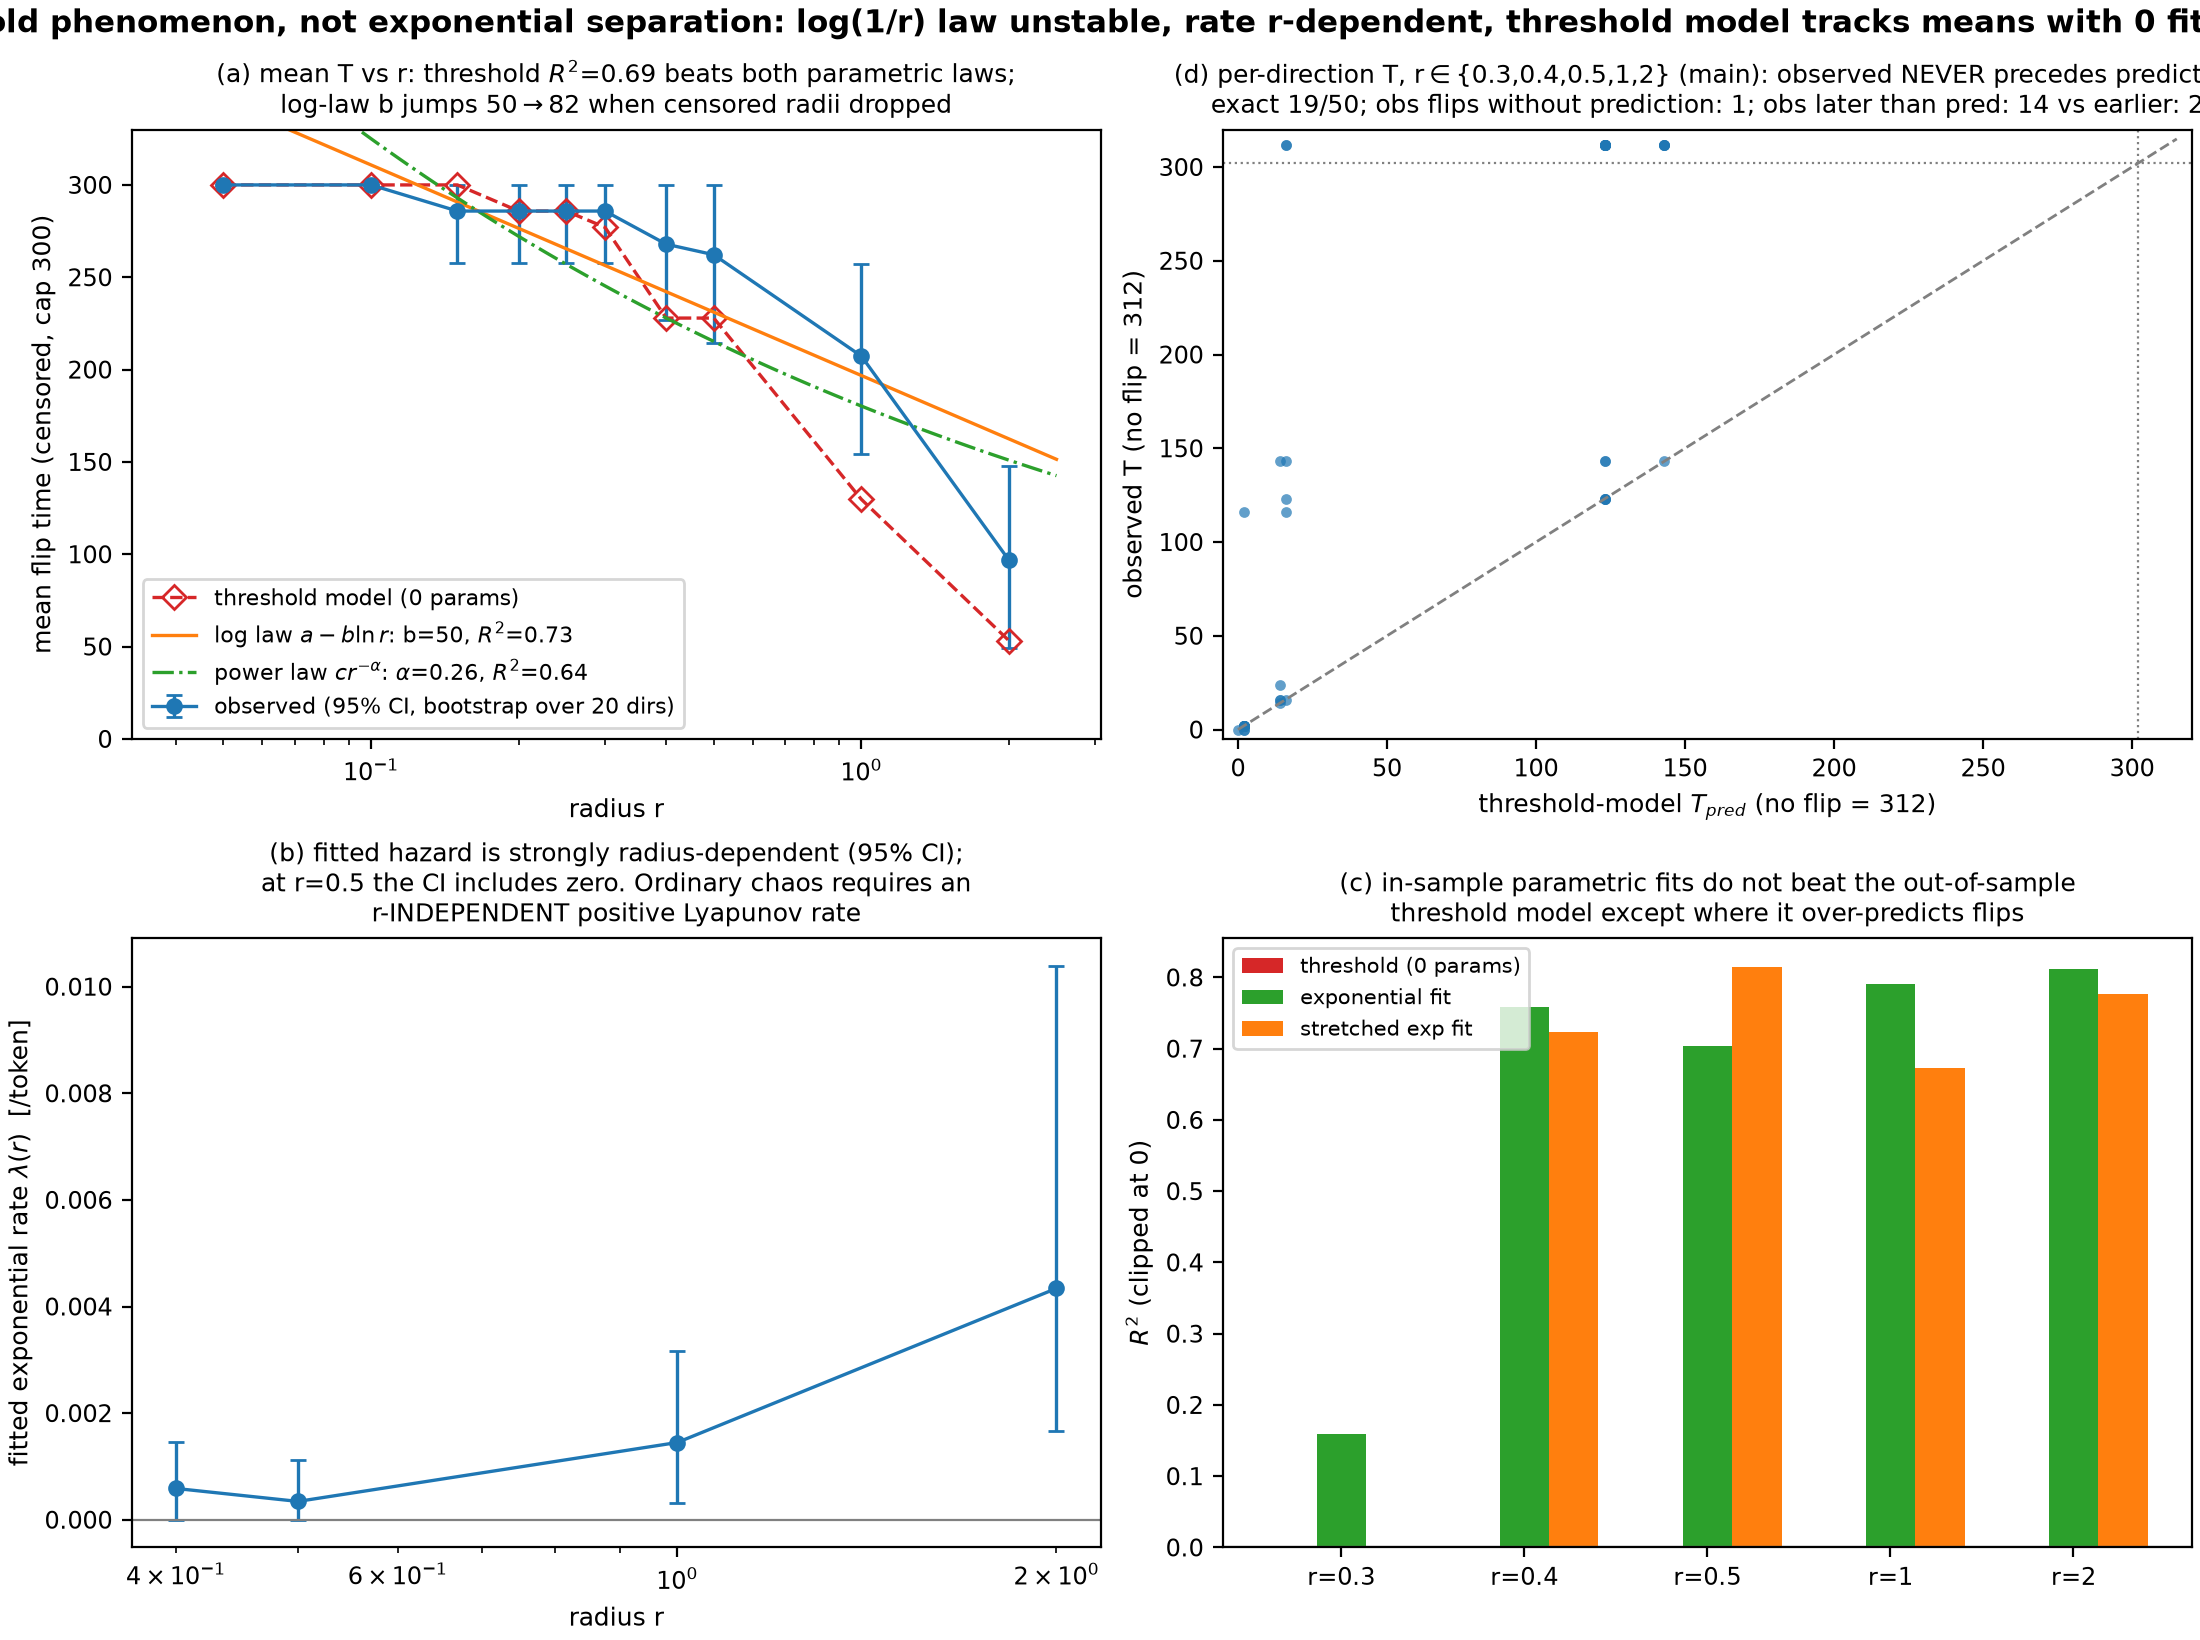 old phenomenon, not exponential separation: log(1/r) law unstable, rate r-dependent, threshold model tracks means with 0 fit
(a) mean T vs r: threshold R²=0.69 beats both parametric laws;
log-law b jumps 50→82 when censored radii dropped
mean flip time (censored, cap 300)
300
250
200
150
100
50
0
threshold model (0 params)
log law a − b ln r: b=50, R²=0.73
power law cr^{−α}: α=0.26, R²=0.64
observed (95% CI, bootstrap over 20 dirs)
10⁻¹
10⁰
radius r
(d) per-direction T, r∈{0.3,0.4,0.5,1,2} (main): observed NEVER precedes predict
exact 19/50; obs flips without prediction: 1; obs later than pred: 14 vs earlier: 2
observed T (no flip = 312)
300
250
200
150
100
50
0
0
50
100
150
200
250
300
threshold-model T_{pred} (no flip = 312)
(b) fitted hazard is strongly radius-dependent (95% CI);
at r=0.5 the CI includes zero. Ordinary chaos requires an
r-INDEPENDENT positive Lyapunov rate
fitted exponential rate λ(r) [/token]
0.010
0.008
0.006
0.004
0.002
0.000
4 × 10⁻¹
6 × 10⁻¹
10⁰
2 × 10⁰
radius r
(c) in-sample parametric fits do not beat the out-of-sample
threshold model except where it over-predicts flips
R² (clipped at 0)
0.8
0.7
0.6
0.5
0.4
0.3
0.2
0.1
0.0
threshold (0 params)
exponential fit
stretched exp fit
r=0.3
r=0.4
r=0.5
r=1
r=2